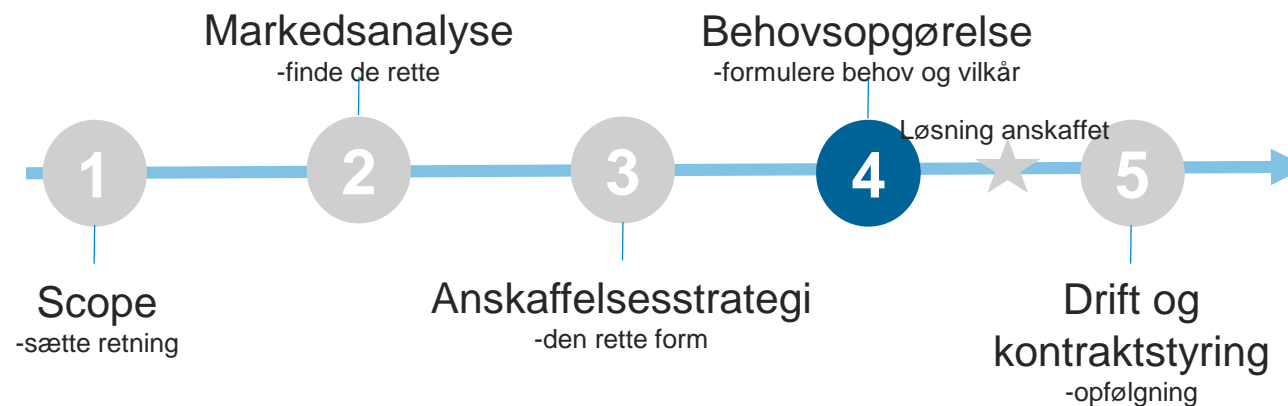 Markedsanalyse
-finde de rette
Behovsopgørelse
-formulere behov og vilkår
Løsning anskaffet
1
2
3
4
5
Scope
-sætte retning
Anskaffelsesstrategi
-den rette form
Drift og
kontraktstyring
-opfølgning